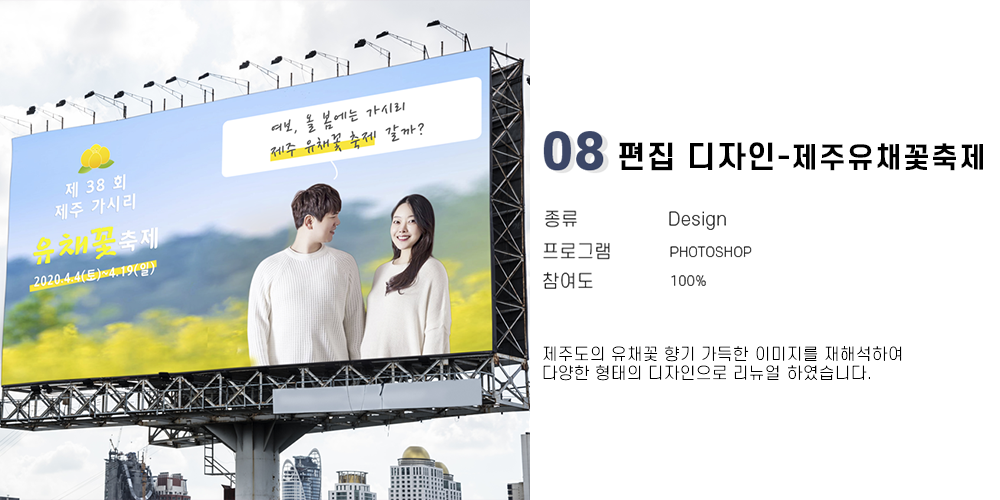 제 38 회
제주 가시리
유채꽃축제
2020.4.4(토)~4.19(일)
여보, 올 봄에는 가시리
제주 유채꽃 축제 갈까?
08 편집 디자인-제주유채꽃축제
종류 Design
프로그램 PHOTOSHOP
참여도 100%
제주도의 유채꽃 향기 가득한 이미지를 재해석하여
다양한 형태의 디자인으로 리뉴얼 하였습니다.